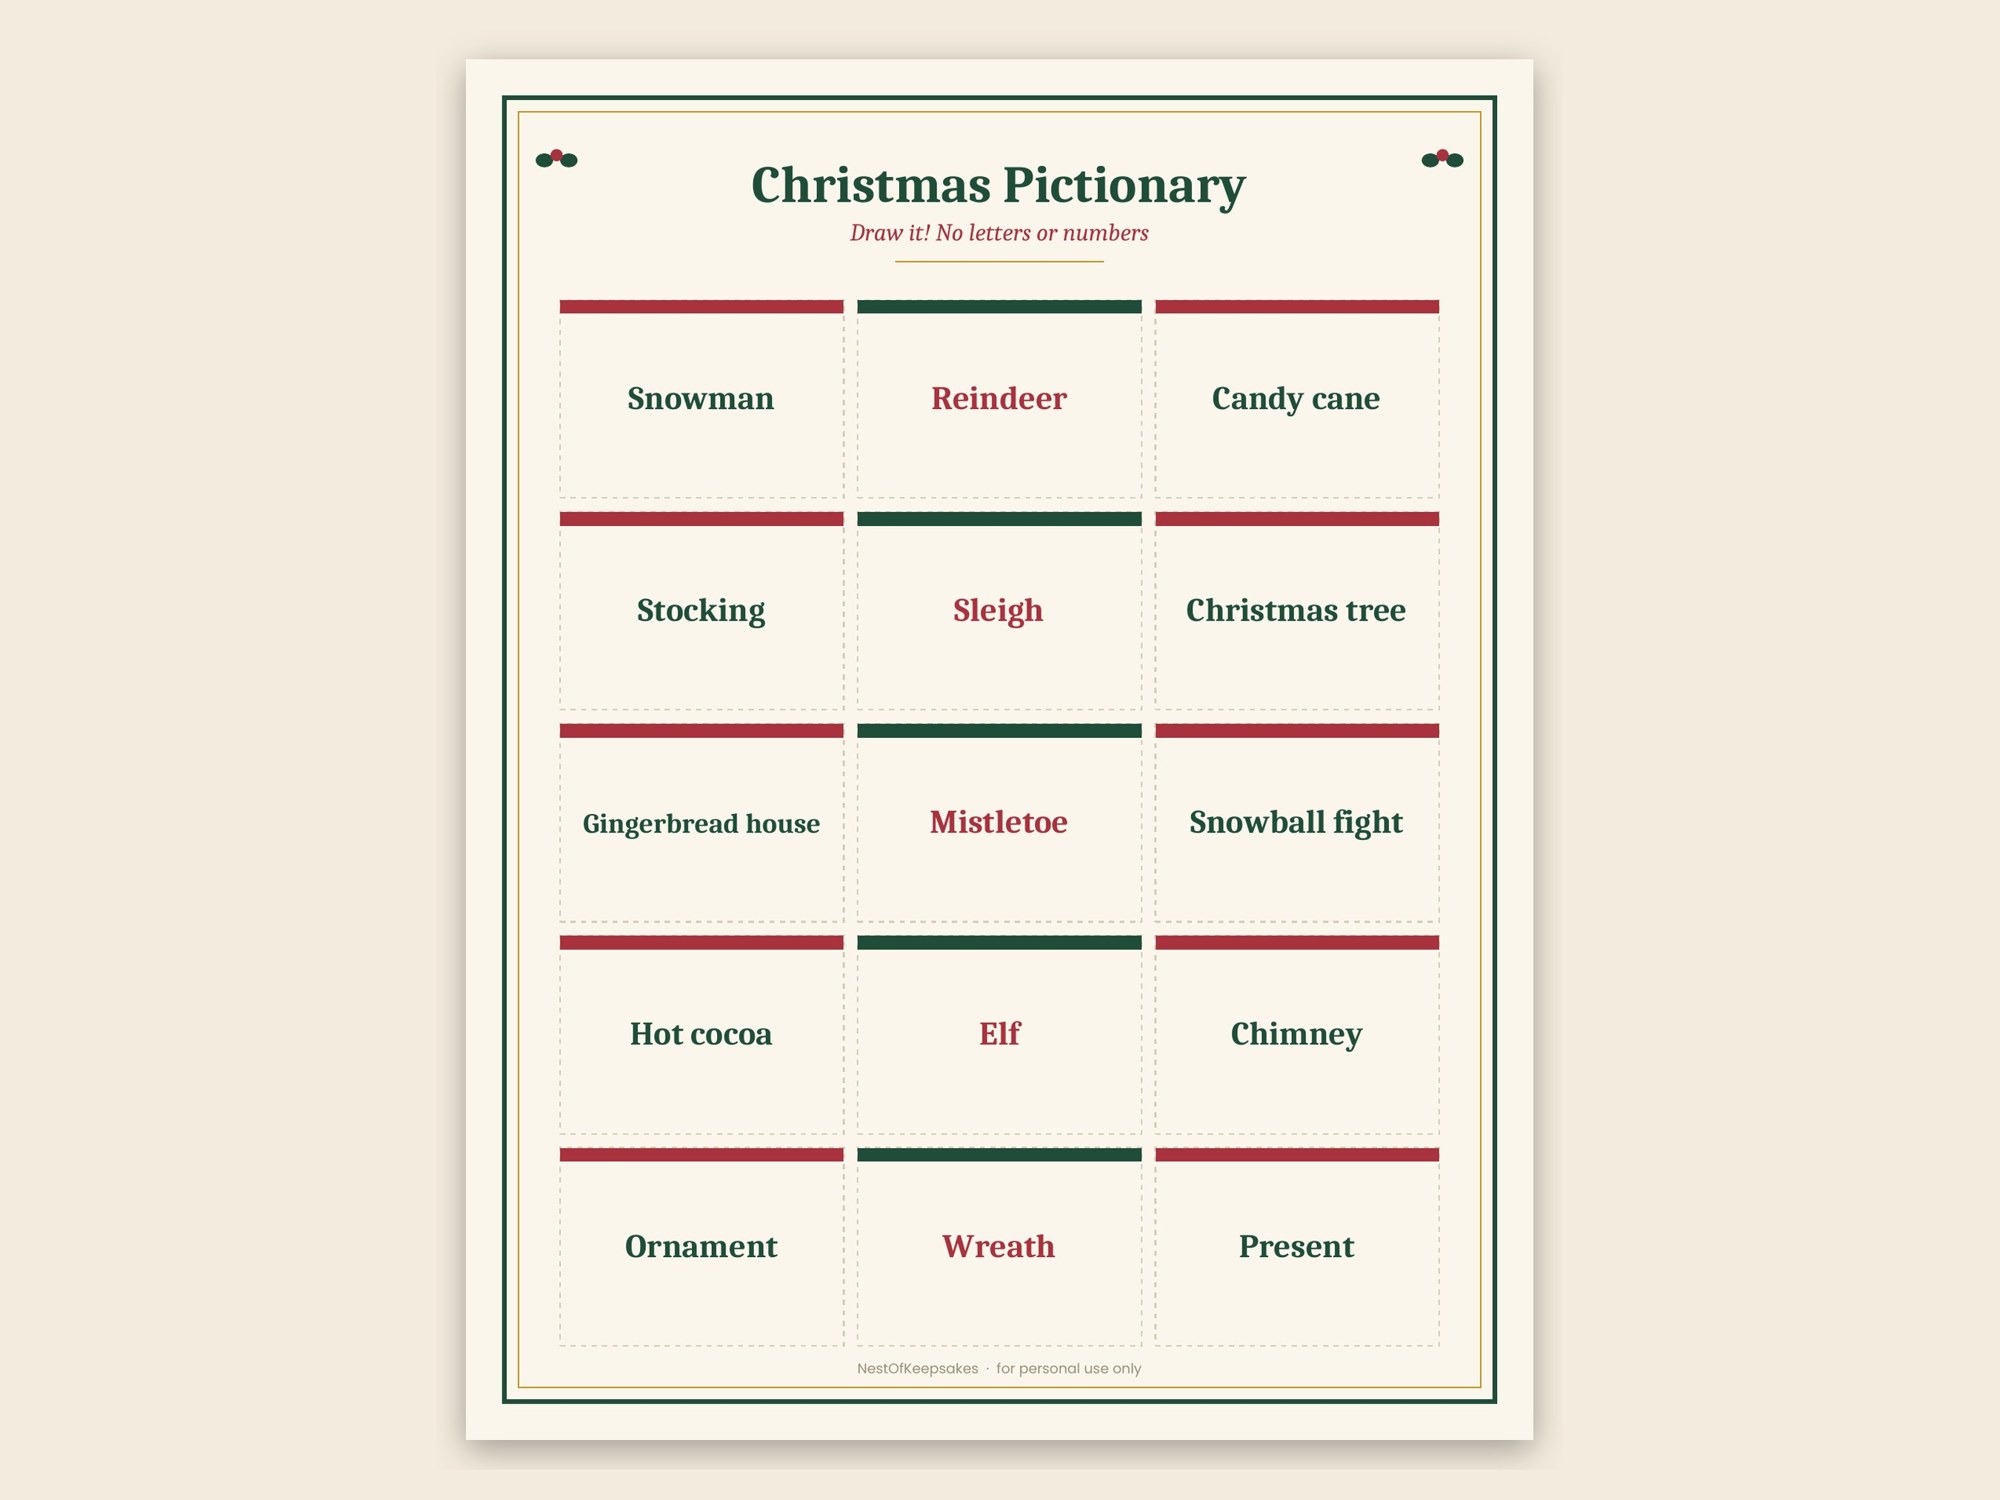 Christmas Pictionary
Draw it! No letters or numbers
Snowman
Reindeer
Candy cane
Stocking
Sleigh
Christmas tree
Gingerbread house
Mistletoe
Snowball fight
Hot cocoa
Elf
Chimney
Ornament
Wreath
Present
NestOfKeepsakes · for personal use only